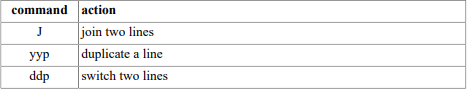 command action
J join two lines
yyp duplicate a line
ddp switch two lines